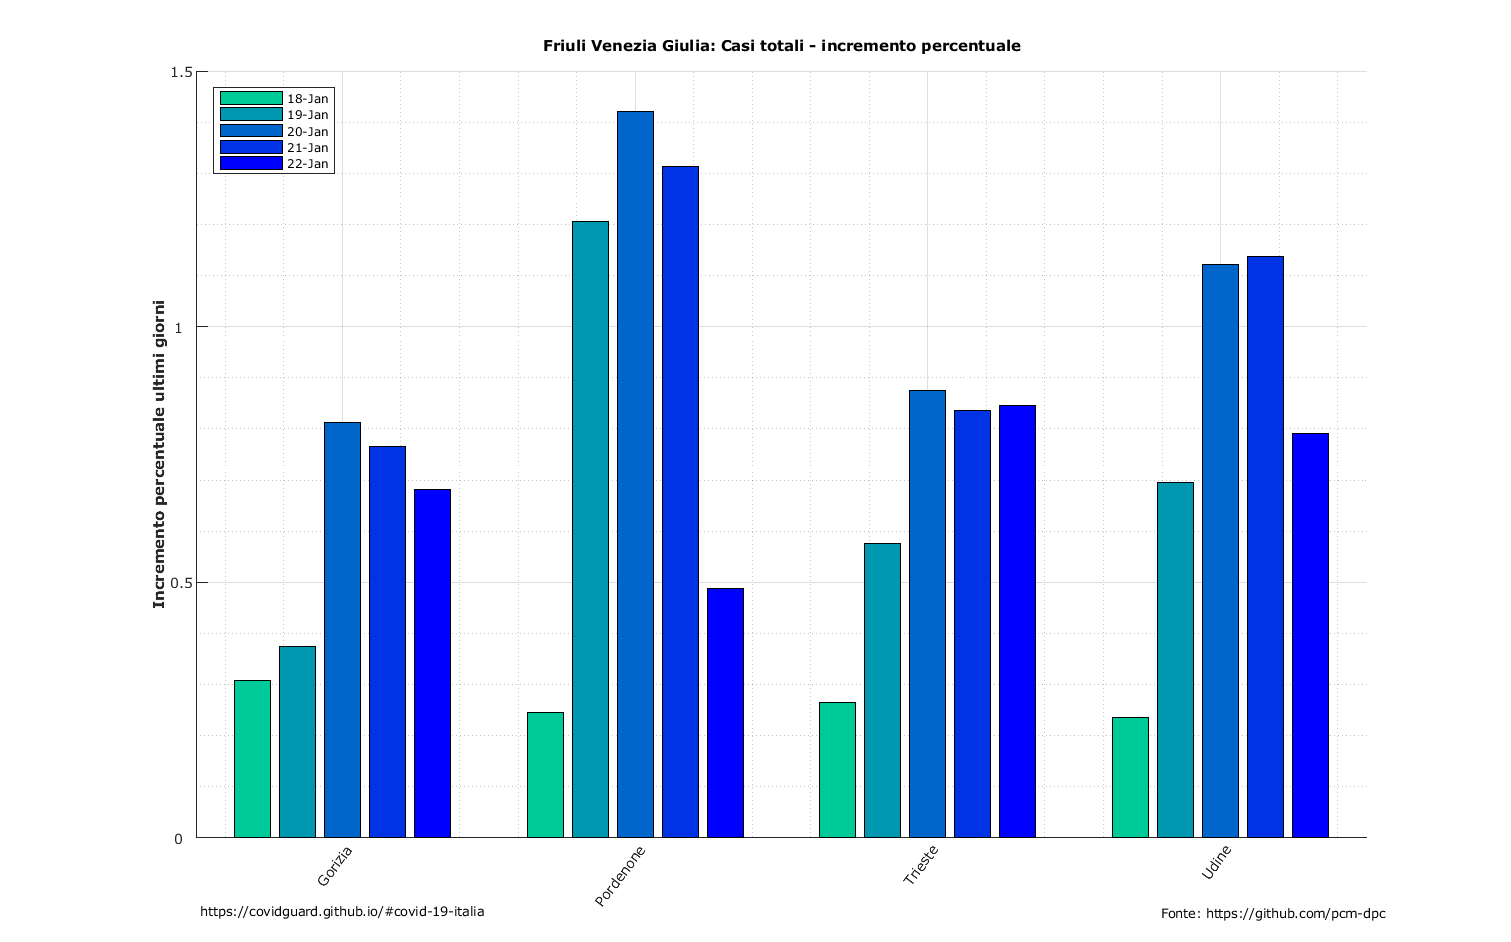 Friuli Venezia Giulia: Casi totali - incremento percentuale
1.5
18-Jan
19-Jan
20-Jan
21-Jan
22-Jan
Incremento percentuale ultimi giorni
1
0.5
0
Gorizia
Pordenone
Trieste
Udine
https://covidguard.github.io/#covid-19-italia
Fonte: https://github.com/pcm-dpc